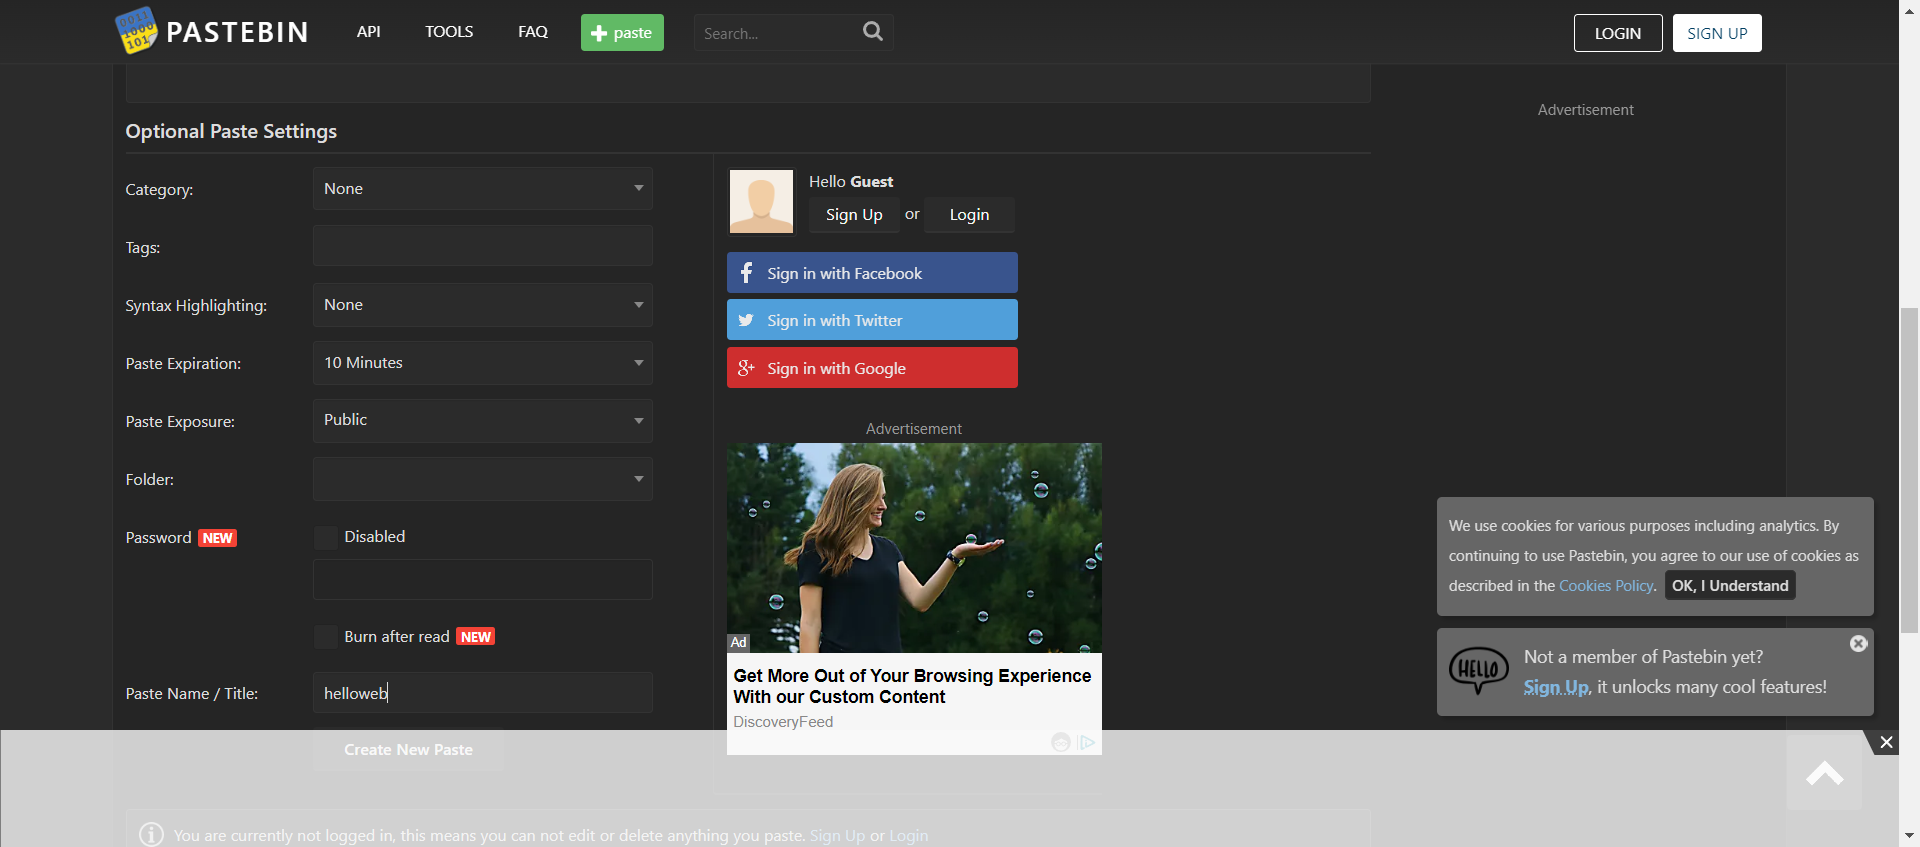 0011
1000
101
PASTEBIN
API
TOOLS
FAQ
paste
Search...
LOGIN
SIGN UP
Advertisement
Optional Paste Settings
Category:
None
Tags:
Syntax Highlighting:
None
Paste Expiration:
10 Minutes
Paste Exposure:
Public
Folder:
Password NEW
Disabled
Burn after read NEW
Paste Name / Title:
helloweb
Create New Paste
Hello Guest
Sign Up or Login
Sign in with Facebook
Sign in with Twitter
g+ Sign in with Google
Advertisement
Ad
Get More Out of Your Browsing Experience
With our Custom Content
DiscoveryFeed
We use cookies for various purposes including analytics. By
continuing to use Pastebin, you agree to our use of cookies as
described in the Cookies Policy. OK, I Understand
HELLO
Not a member of Pastebin yet?
Sign Up, it unlocks many cool features!
You are currently not logged in, this means you can not edit or delete anything you paste. Sign Up or Login